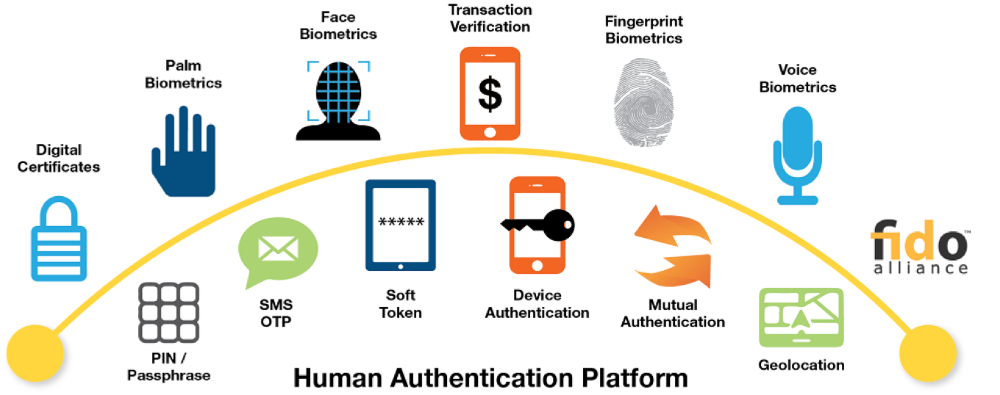 Digital
Certificates
Palm
Biometrics
Face
Biometrics
Transaction
Verification
$
Fingerprint
Biometrics
Voice
Biometrics
fido™
alliance
PIN /
Passphrase
SMS
OTP
*****
Soft
Token
Device
Authentication
Mutual
Authentication
Geolocation
Human Authentication Platform